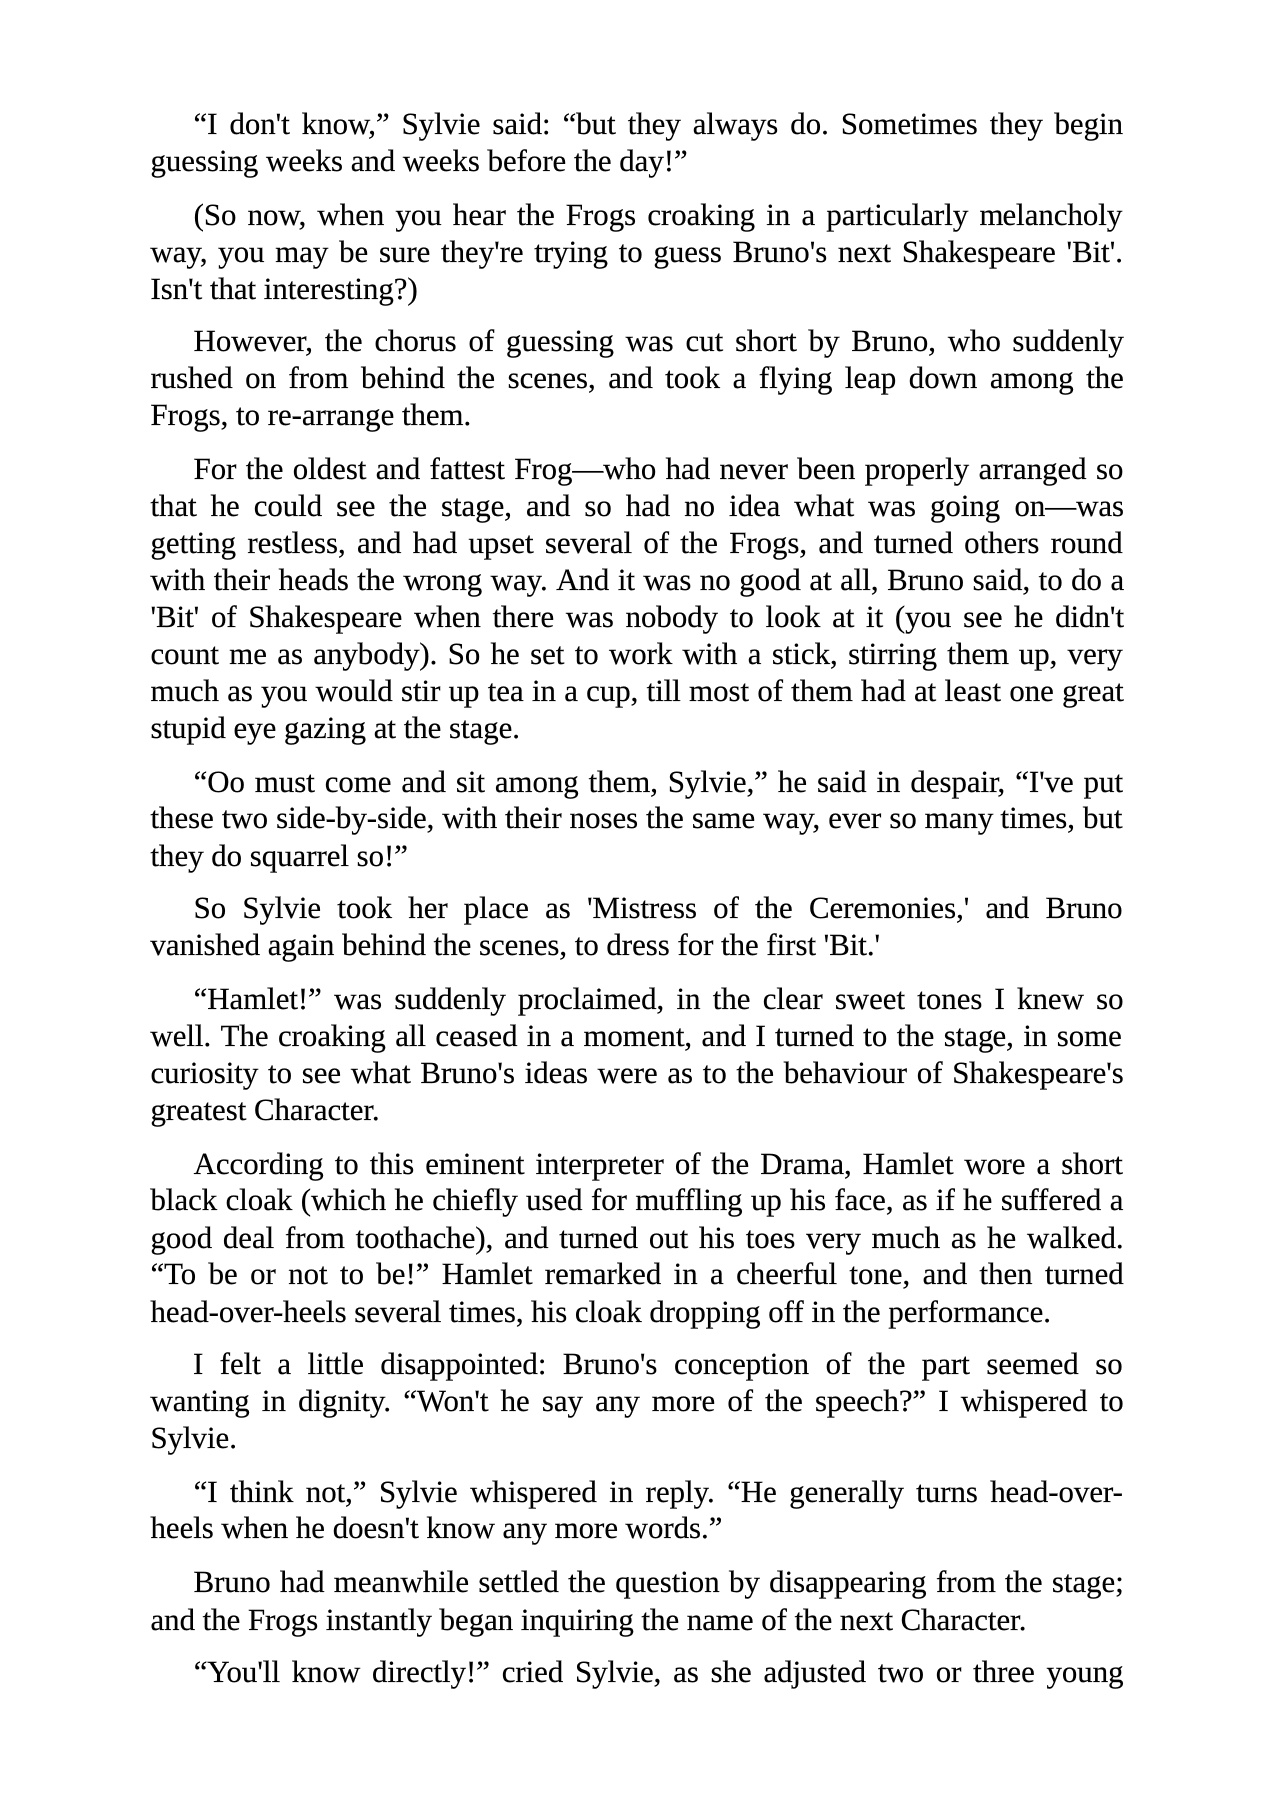 “I don't know,” Sylvie said: “but they always do. Sometimes they begin
guessing weeks and weeks before the day!”
(So now, when you hear the Frogs croaking in a particularly melancholy
way, you may be sure they're trying to guess Bruno's next Shakespeare 'Bit'.
Isn't that interesting?)
However, the chorus of guessing was cut short by Bruno, who suddenly
rushed on from behind the scenes, and took a flying leap down among the
Frogs, to re-arrange them.
For the oldest and fattest Frog—who had never been properly arranged so
that he could see the stage, and so had no idea what was going on—was
getting restless, and had upset several of the Frogs, and turned others round
with their heads the wrong way. And it was no good at all, Bruno said, to do a
'Bit' of Shakespeare when there was nobody to look at it (you see he didn't
count me as anybody). So he set to work with a stick, stirring them up, very
much as you would stir up tea in a cup, till most of them had at least one great
stupid eye gazing at the stage.
“Oo must come and sit among them, Sylvie,” he said in despair, “I've put
these two side-by-side, with their noses the same way, ever so many times, but
they do squarrel so!”
So Sylvie took her place as 'Mistress of the Ceremonies,' and Bruno
vanished again behind the scenes, to dress for the first 'Bit.'
“Hamlet!” was suddenly proclaimed, in the clear sweet tones I knew so
well. The croaking all ceased in a moment, and I turned to the stage, in some
curiosity to see what Bruno's ideas were as to the behaviour of Shakespeare's
greatest Character.
According to this eminent interpreter of the Drama, Hamlet wore a short
black cloak (which he chiefly used for muffling up his face, as if he suffered a
good deal from toothache), and turned out his toes very much as he walked.
“To be or not to be!” Hamlet remarked in a cheerful tone, and then turned
head-over-heels several times, his cloak dropping off in the performance.
I felt a little disappointed: Bruno's conception of the part seemed so
wanting in dignity. “Won't he say any more of the speech?” I whispered to
Sylvie.
“I think not,” Sylvie whispered in reply. “He generally turns head-over-
heels when he doesn't know any more words.”
Bruno had meanwhile settled the question by disappearing from the stage;
and the Frogs instantly began inquiring the name of the next Character.
“You'll know directly!” cried Sylvie, as she adjusted two or three young